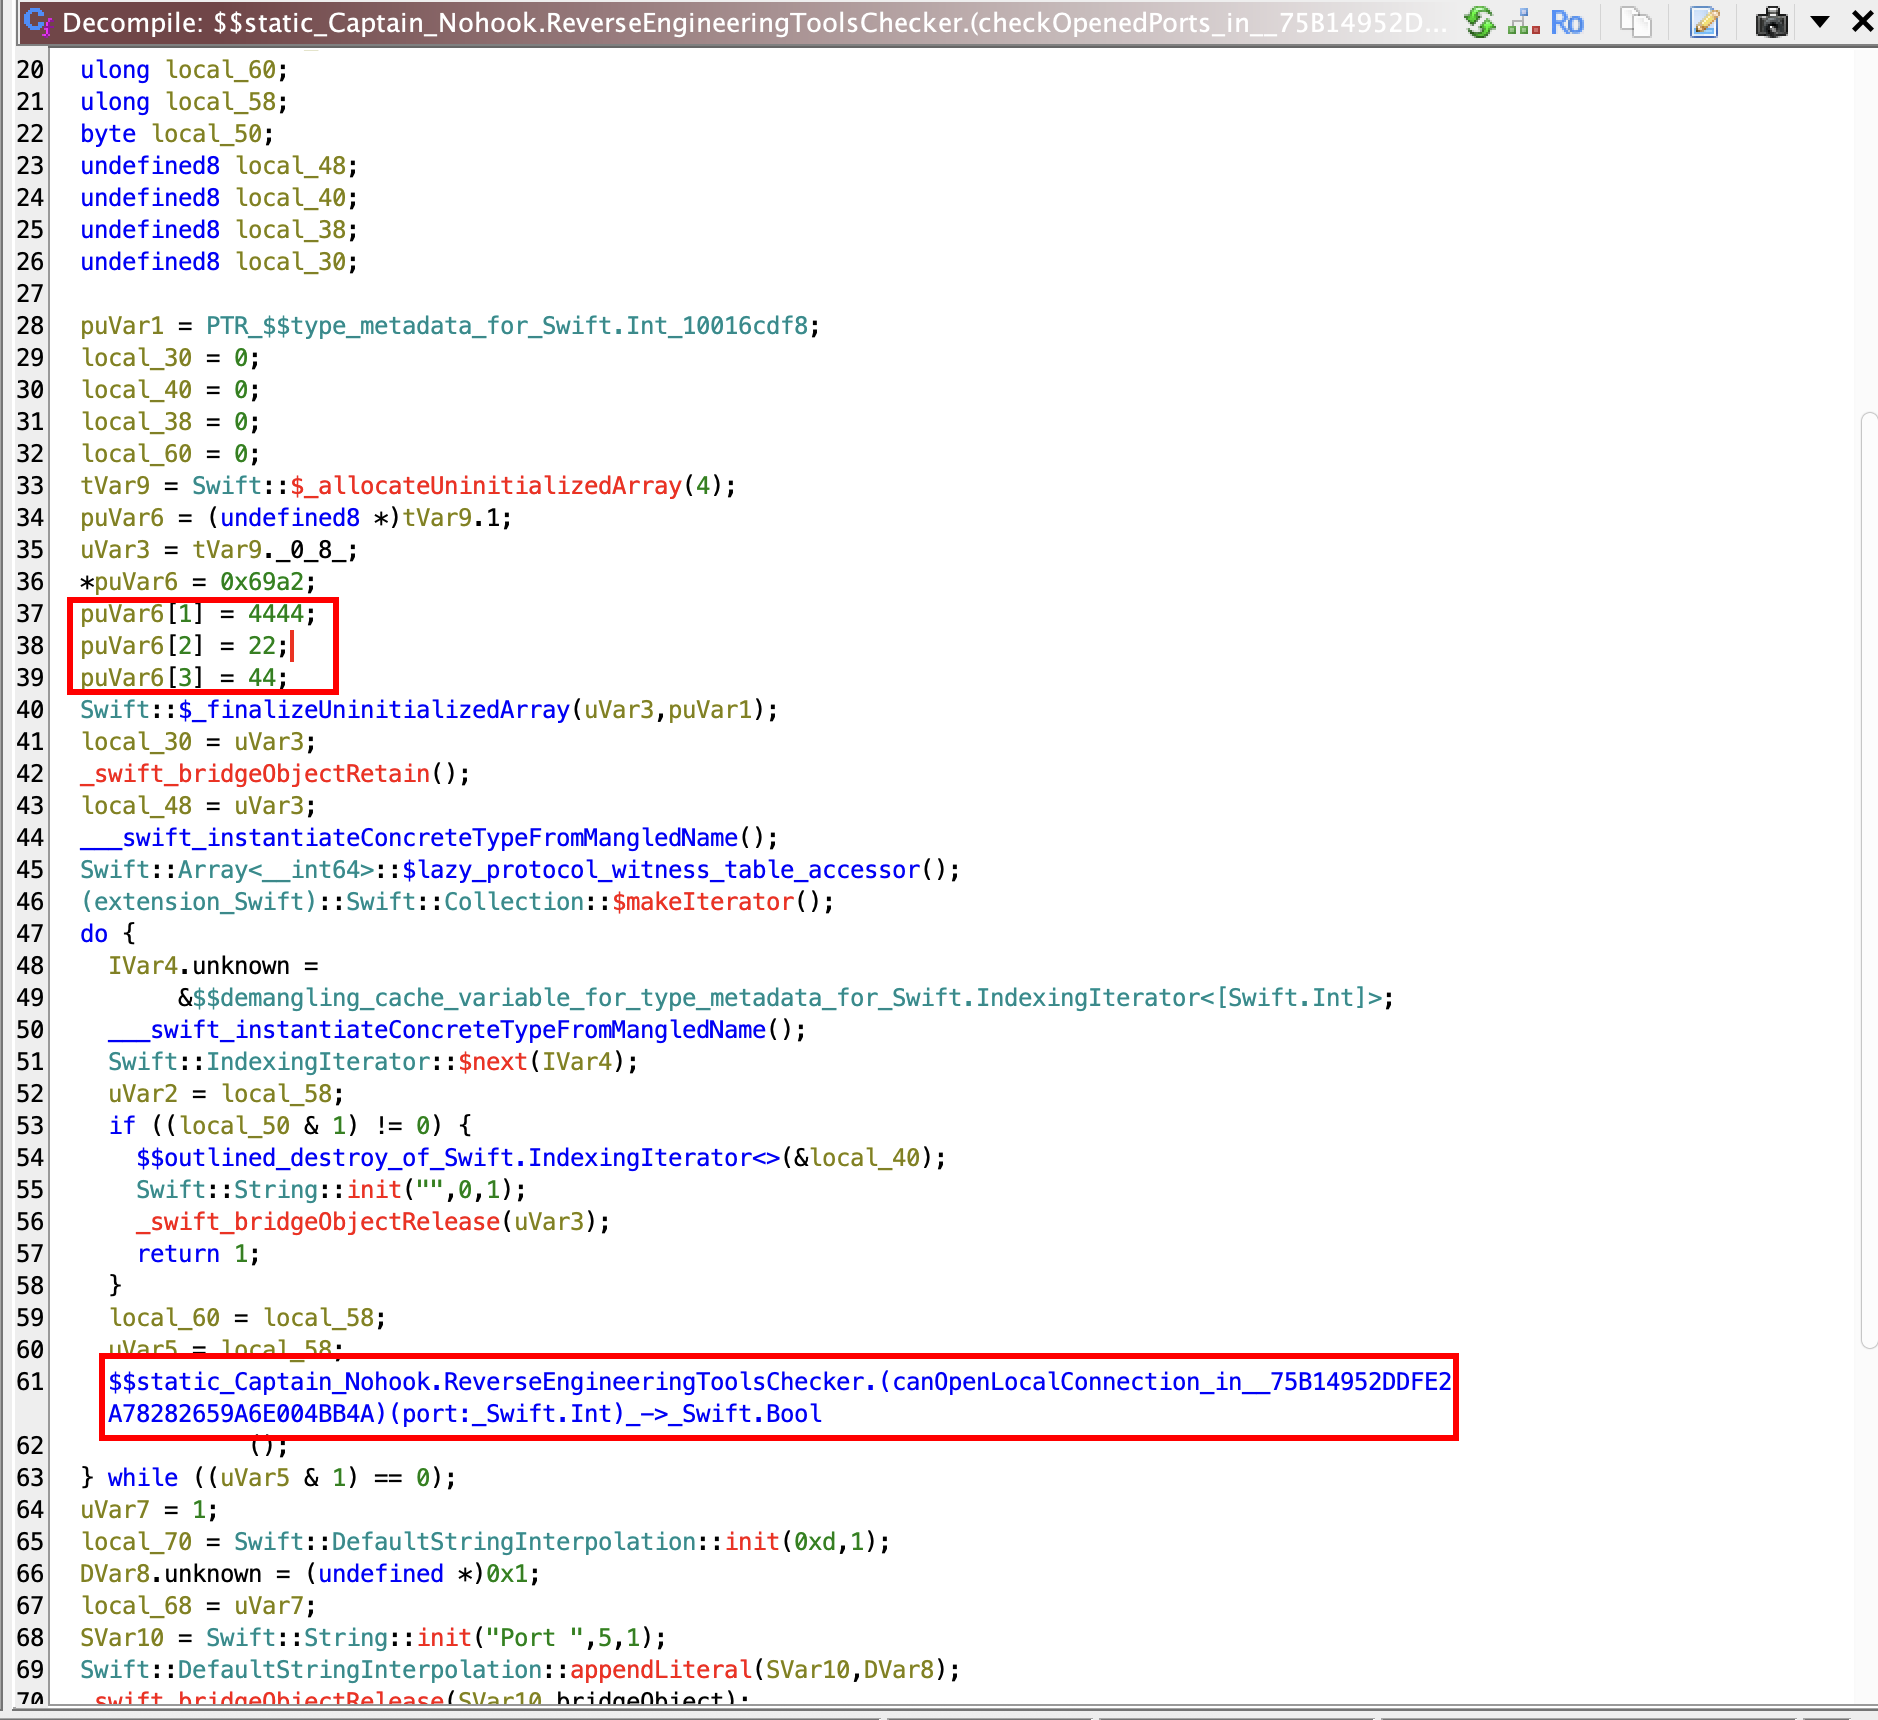 Decompile: $$static_Captain_Nohook.ReverseEngineeringToolsChecker.(checkOpenedPorts_in__75B14952D... Ro
20 ulong local_60;
21 ulong local_58;
22 byte local_50;
23 undefined8 local_48;
24 undefined8 local_40;
25 undefined8 local_38;
26 undefined8 local_30;
27
28 puVar1 = PTR_$$type_metadata_for_Swift.Int_10016cdf8;
29 local_30 = 0;
30 local_40 = 0;
31 local_38 = 0;
32 local_60 = 0;
33 tVar9 = Swift::$_allocateUninitializedArray(4);
34 puVar6 = (undefined8 *)tVar9.1;
35 uVar3 = tVar9._0_8_;
36 *puVar6 = 0x69a2;
37 puVar6[1] = 4444;
38 puVar6[2] = 22;
39 puVar6[3] = 44;
40 Swift::$_finalizeUninitializedArray(uVar3,puVar1);
41 local_30 = uVar3;
42 _swift_bridgeObjectRetain();
43 local_48 = uVar3;
44 ___swift_instantiateConcreteTypeFromMangledName();
45 Swift::Array<__int64>::$lazy_protocol_witness_table_accessor();
46 (extension_Swift)::Swift::Collection::$makeIterator();
47 do {
48 IVar4.unknown =
49 &$$demangling_cache_variable_for_type_metadata_for_Swift.IndexingIterator<[Swift.Int]>;
50 ___swift_instantiateConcreteTypeFromMangledName();
51 Swift::IndexingIterator::$next(IVar4);
52 uVar2 = local_58;
53 if ((local_50 & 1) != 0) {
54 $$outlined_destroy_of_Swift.IndexingIterator<>(&local_40);
55 Swift::String::init("",0,1);
56 _swift_bridgeObjectRelease(uVar3);
57 return 1;
58 }
59 local_60 = local_58;
60 uVar5 = local_58;
61 $$static_Captain_Nohook.ReverseEngineeringToolsChecker.(canOpenLocalConnection_in__75B14952DDFE2
A78282659A6E004BB4A)(port:_Swift.Int)_->_Swift.Bool
62 ();
63 } while ((uVar5 & 1) == 0);
64 uVar7 = 1;
65 local_70 = Swift::DefaultStringInterpolation::init(0xd,1);
66 DVar8.unknown = (undefined *)0x1;
67 local_68 = uVar7;
68 SVar10 = Swift::String::init("Port ",5,1);
69 Swift::DefaultStringInterpolation::appendLiteral(SVar10,DVar8);
70 _swift_bridgeObjectRelease(SVar10.bridgeObject);